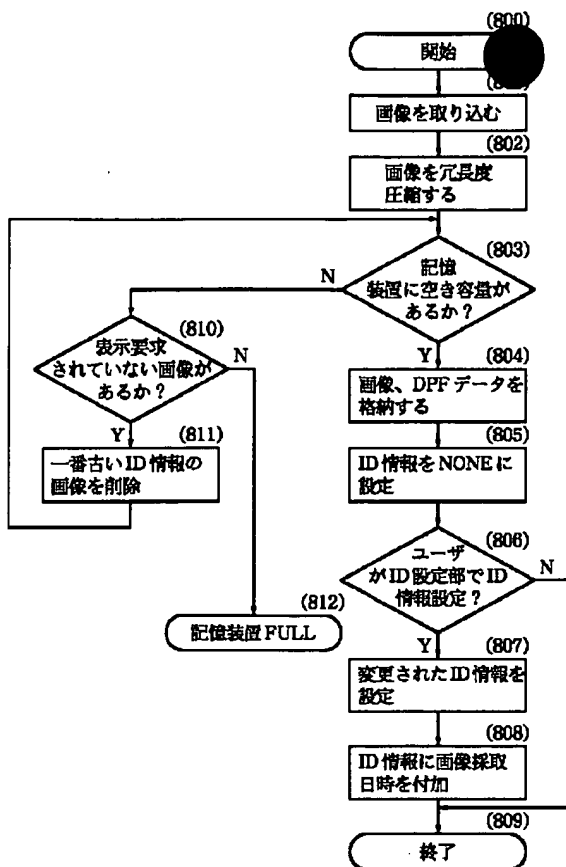 (800)
開始
画像を取り込む
(802)
画像を冗長度
圧縮する
(803)
記憶
装置に空き容量が
あるか？
N
Y
(810)
表示要求
されていない画像が
あるか？
N
Y
(811)
一番古いID情報の
画像を削除
(812)
記憶装置FULL
(804)
画像、DPFデータを
格納する
(805)
ID情報をNONEに
設定
(806)
ユーザ
がID設定部でID
情報設定？
N
Y
(807)
変更されたID情報を
設定
(808)
ID情報に画像採取
日時を付加
(809)
終了